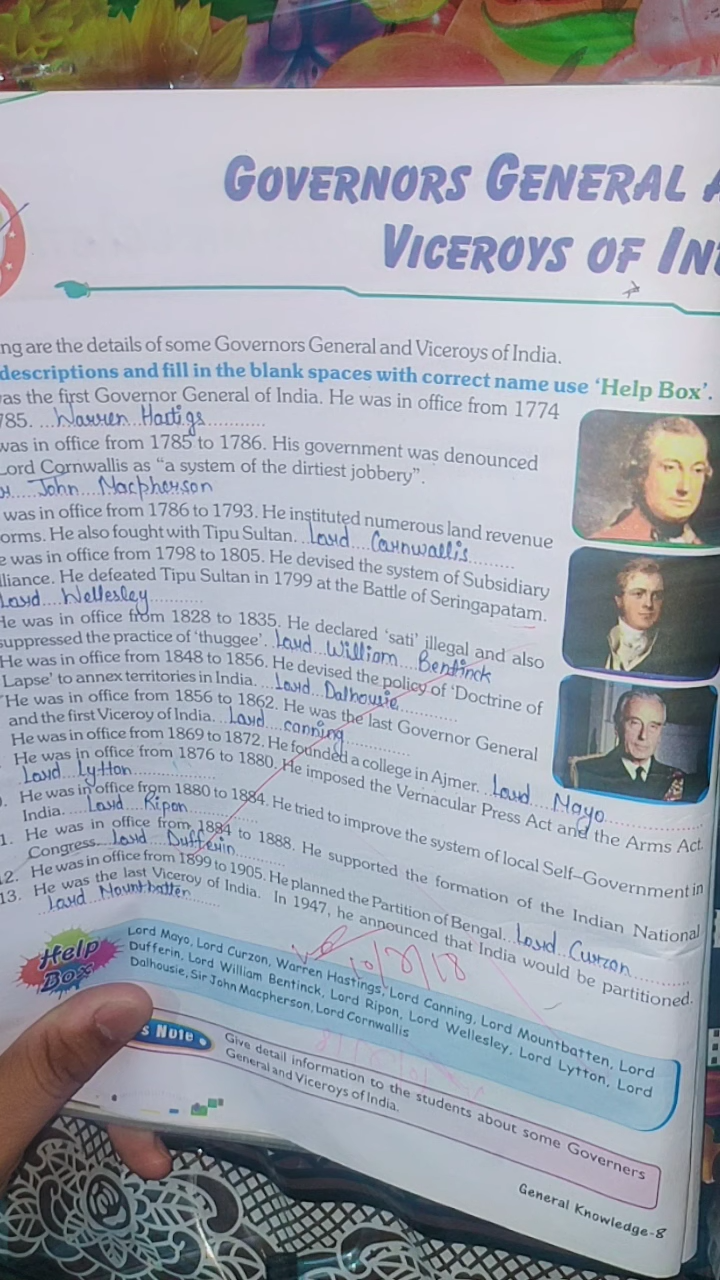 GOVERNORS GENERAL A
VICEROYS OF IN
ng are the details of some Governors General and Viceroys of India.
descriptions and fill in the blank spaces with correct name use ‘Help Box’.
as the first Governor General of India. He was in office from 1774
785. ...Warren Hastigs
was in office from 1785 to 1786. His government was denounced
Lord Cornwallis as “a system of the dirtiest jobbery”.
John Macpherson
was in office from 1786 to 1793. He instituted numerous land revenue
orms. He also fought with Tipu Sultan. Lord Cornwallis
e was in office from 1798 to 1805. He devised the system of Subsidiary
lliance. He defeated Tipu Sultan in 1799 at the Battle of Seringapatam.
Lord Wellesley
He was in office from 1828 to 1835. He declared ‘sati’ illegal and also
suppressed the practice of ‘thuggee’. Lord William Bentinck
He was in office from 1848 to 1856. He devised the policy of ‘Doctrine of
Lapse’ to annex territories in India. Lord Dalhousie
He was in office from 1856 to 1862. He was the last Governor General
and the first Viceroy of India. Lord canning
He was in office from 1869 to 1872. He founded a college in Ajmer. Lord Mayo
He was in office from 1876 to 1880. He imposed the Vernacular Press Act and the Arms Act.
Lord Lytton
He was in office from 1880 to 1884. He tried to improve the system of local Self-Government in
India. Lord Ripon
1. He was in office from 1884 to 1888. He supported the formation of the Indian National
Congress. Lord Dufferin
12. He was in office from 1899 to 1905. He planned the Partition of Bengal. Lord Curzon
13. He was the last Viceroy of India. In 1947, he announced that India would be partitioned.
Lord Mountbatten
Help Box
Lord Mayo, Lord Curzon, Warren Hastings, Lord Canning, Lord Mountbatten, Lord
Dufferin, Lord William Bentinck, Lord Ripon, Lord Wellesley, Lord Lytton, Lord
Dalhousie, Sir John Macpherson, Lord Cornwallis
s Note
Give detail information to the students about some Governers
General and Viceroys of India.
General Knowledge-8